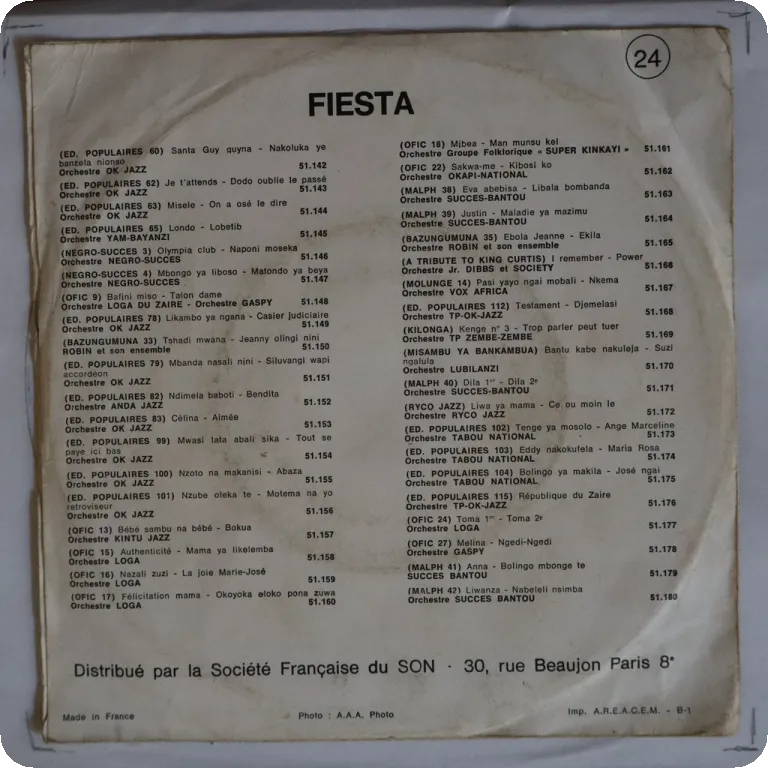 24
FIESTA
(ED. POPULAIRES 60) Santa Guy guyna - Nakoluka ye
banzela nionso
Orchestre OK JAZZ 51.142
(ED. POPULAIRES 62) Je t'attends - Dodo oublie le passé
Orchestre OK JAZZ 51.143
(ED. POPULAIRES 63) Misele - On a osé le dire
Orchestre OK JAZZ 51.144
(ED. POPULAIRES 65) Londo - Lobetib
Orchestre YAM-BAYANZI 51.145
(NEGRO-SUCCES 3) Olympia club - Naponi moseka
Orchestre NEGRO-SUCCES 51.146
(NEGRO-SUCCES 4) Mbongo ya liboso - Matondo ya beya
Orchestre NEGRO-SUCCES 51.147
(OFIC 9) Bafini miso - Talon dame
Orchestre LOGA DU ZAIRE - Orchestre GASPY 51.148
(ED. POPULAIRES 78) Likambo ya ngana - Casier judiciaire
Orchestre OK JAZZ 51.149
(BAZUNGUMUNA 33) Tshadi mwana - Jeanny olingi nini
ROBIN et son ensemble 51.150
(ED. POPULAIRES 79) Mbanda nasali nini - Siluvangi wapi
accordéon
Orchestre OK JAZZ 51.151
(ED. POPULAIRES 82) Ndimela baboti - Bendita
Orchestre ANDA JAZZ 51.152
(ED. POPULAIRES 83) Célina - Aimée
Orchestre OK JAZZ 51.153
(ED. POPULAIRES 99) Mwasi tata abali sika - Tout se
paye ici bas
Orchestre OK JAZZ 51.154
(ED. POPULAIRES 100) Nzoto na makanisi - Abaza
Orchestre OK JAZZ 51.155
(ED. POPULAIRES 101) Nzube oleka te - Motema na yo
retroviseur
Orchestre OK JAZZ 51.156
(OFIC 13) Bébé sambu na bébé - Bokua
Orchestre KINTU JAZZ 51.157
(OFIC 15) Authenticité - Mama ya likelemba
Orchestre LOGA 51.158
(OFIC 16) Nazali zuzi - La joie Marie-José
Orchestre LOGA 51.159
(OFIC 17) Félicitation mama - Okoyoka eloko pona zuwa
Orchestre LOGA 51.160
(OFIC 18) Mjbea - Man munsu kel
Orchestre Groupe Folklorique « SUPER KINKAYI » 51.161
(OFIC 22) Sakwa-me - Kibosi ko
Orchestre OKAPI-NATIONAL 51.162
(MALPH 38) Eva abebisa - Libala bombanda
Orchestre SUCCES-BANTOU 51.163
(MALPH 39) Justin - Maladie ya mazimu
Orchestre SUCCES-BANTOU 51.164
(BAZUNGUMUNA 35) Ebola Jeanne - Ekila
Orchestre ROBIN et son ensemble 51.165
(A TRIBUTE TO KING CURTIS) I remember - Power
Orchestre Jr. DIBBS et SOCIETY 51.166
(MOLUNGE 14) Pasi yayo ngai mobali - Nkema
Orchestre VOX AFRICA 51.167
(ED. POPULAIRES 112) Testament - Djemelasi
Orchestre TP-OK-JAZZ 51.168
(KILONGA) Kenge n° 3 - Trop parler peut tuer
Orchestre TP ZEMBE-ZEMBE 51.169
(MISAMBU YA BANKAMBUA) Bantu kabe nakuleja - Suzi
ngalula
Orchestre LUBILANZI 51.170
(MALPH 40) Dila 1er - Dila 2e
Orchestre SUCCES-BANTOU 51.171
(RYCO JAZZ) Liwa ya mama - Ce ou moin le
Orchestre RYCO JAZZ 51.172
(ED. POPULAIRES 102) Tenge ya mosolo - Ange Marceline
Orchestre TABOU NATIONAL 51.173
(ED. POPULAIRES 103) Eddy nakokufela - Maria Rosa
Orchestre TABOU NATIONAL 51.174
(ED. POPULAIRES 104) Bolingo ya makila - José ngai
Orchestre TABOU NATIONAL 51.175
(ED. POPULAIRES 115) République du Zaire
Orchestre TP-OK-JAZZ 51.176
(OFIC 24) Toma 1er - Toma 2e
Orchestre LOGA 51.177
(OFIC 27) Melina - Ngedi-Ngedi
Orchestre GASPY 51.178
(MALPH 41) Anna - Bolingo mbonge te
SUCCES BANTOU 51.179
(MALPH 42) Liwanza - Nabeleli nsimba
Orchestre SUCCES BANTOU 51.180
Distribué par la Société Française du SON - 30, rue Beaujon Paris 8e
Made in France Photo : A.A.A. Photo Imp. A.R.E.A.C.E.M. - B-1